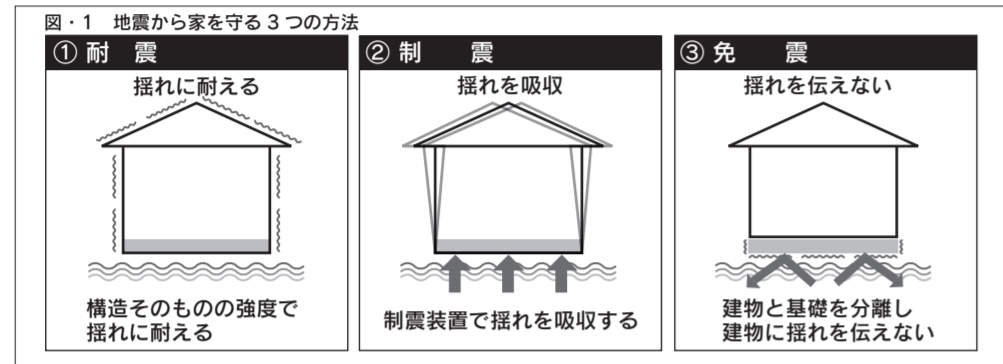 図・1 地震から家を守る3つの方法
① 耐 震
揺れに耐える
構造そのものの強度で
揺れに耐える
② 制 震
揺れを吸収
制震装置で揺れを吸収する
③ 免 震
揺れを伝えない
建物と基礎を分離し
建物に揺れを伝えない